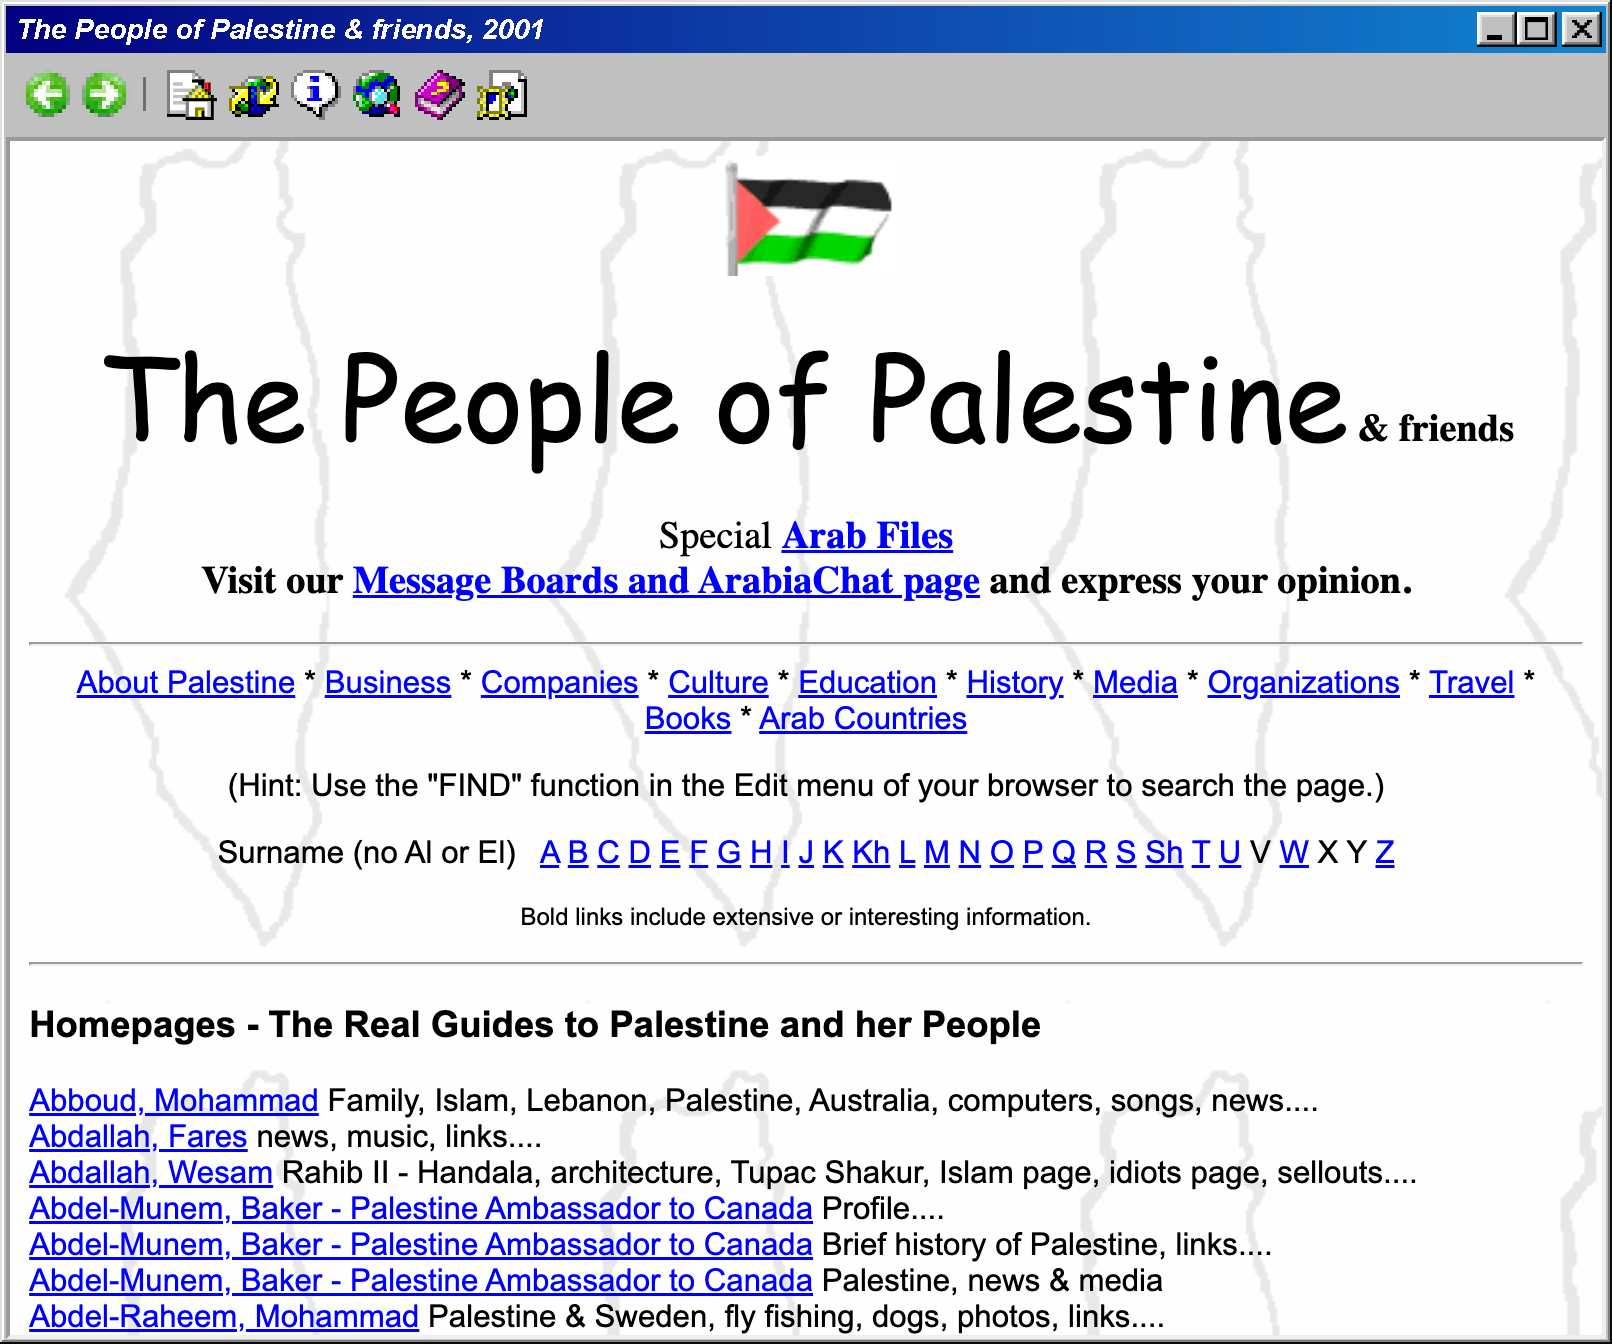 The People of Palestine & friends, 2001
The People of Palestine & friends
Special Arab Files
Visit our Message Boards and ArabiaChat page and express your opinion.
About Palestine * Business * Companies * Culture * Education * History * Media * Organizations * Travel *
Books * Arab Countries
(Hint: Use the "FIND" function in the Edit menu of your browser to search the page.)
Surname (no Al or El) A B C D E F G H I J K Kh L M N O P Q R S Sh T U V W X Y Z
Bold links include extensive or interesting information.
Homepages - The Real Guides to Palestine and her People
Abboud, Mohammad Family, Islam, Lebanon, Palestine, Australia, computers, songs, news....
Abdallah, Fares news, music, links....
Abdallah, Wesam Rahib II - Handala, architecture, Tupac Shakur, Islam page, idiots page, sellouts....
Abdel-Munem, Baker - Palestine Ambassador to Canada Profile....
Abdel-Munem, Baker - Palestine Ambassador to Canada Brief history of Palestine, links....
Abdel-Munem, Baker - Palestine Ambassador to Canada Palestine, news & media
Abdel-Raheem, Mohammad Palestine & Sweden, fly fishing, dogs, photos, links....